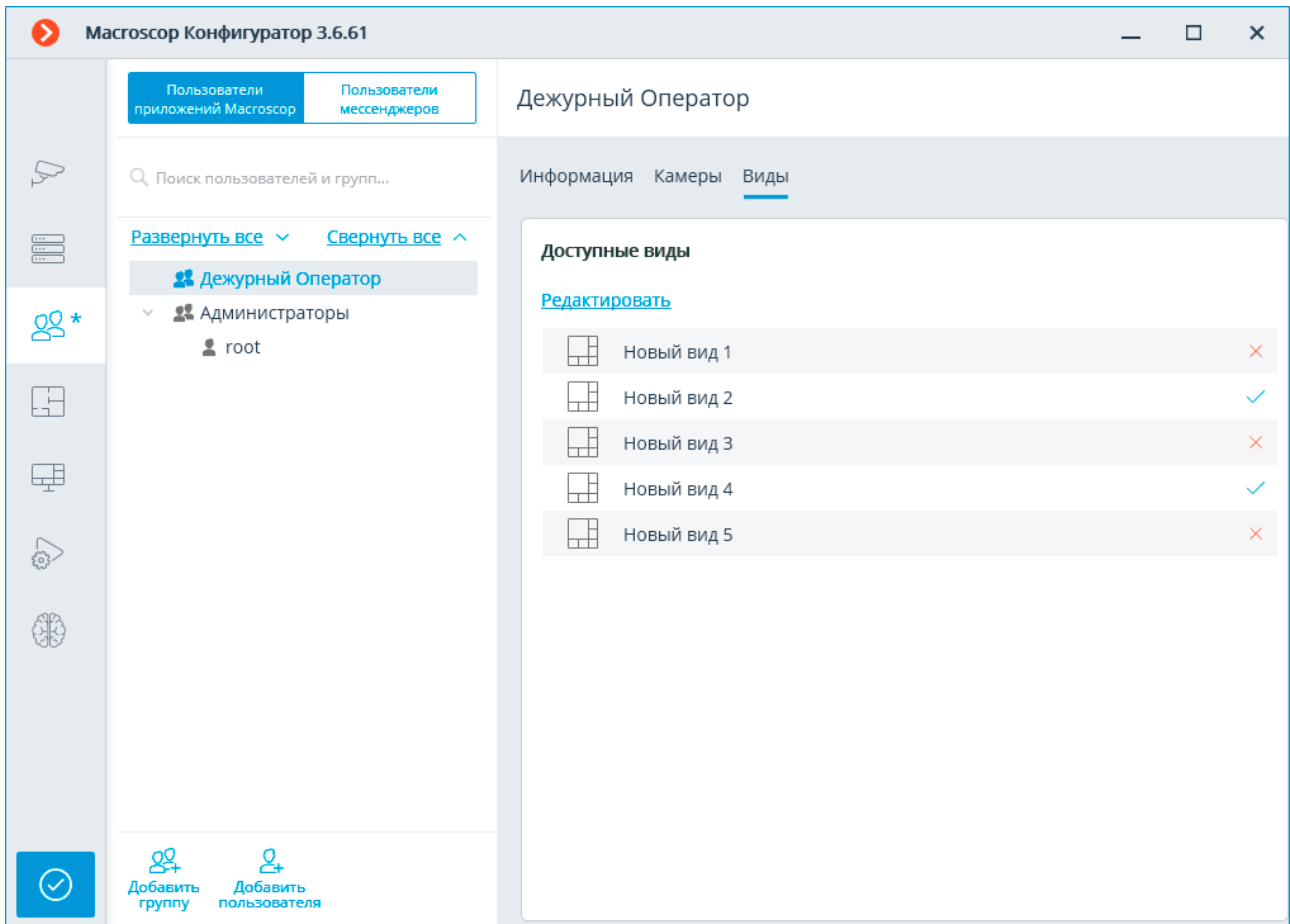 Macroscop Конфигуратор 3.6.61
Пользователи
приложений Macroscop
Пользователи
мессенджеров
Поиск пользователей и групп...
Развернуть все
Свернуть все
Дежурный Оператор
Администраторы
root
Добавить
группу
Добавить
пользователя
Дежурный Оператор
Информация
Камеры
Виды
Доступные виды
Редактировать
Новый вид 1
Новый вид 2
Новый вид 3
Новый вид 4
Новый вид 5